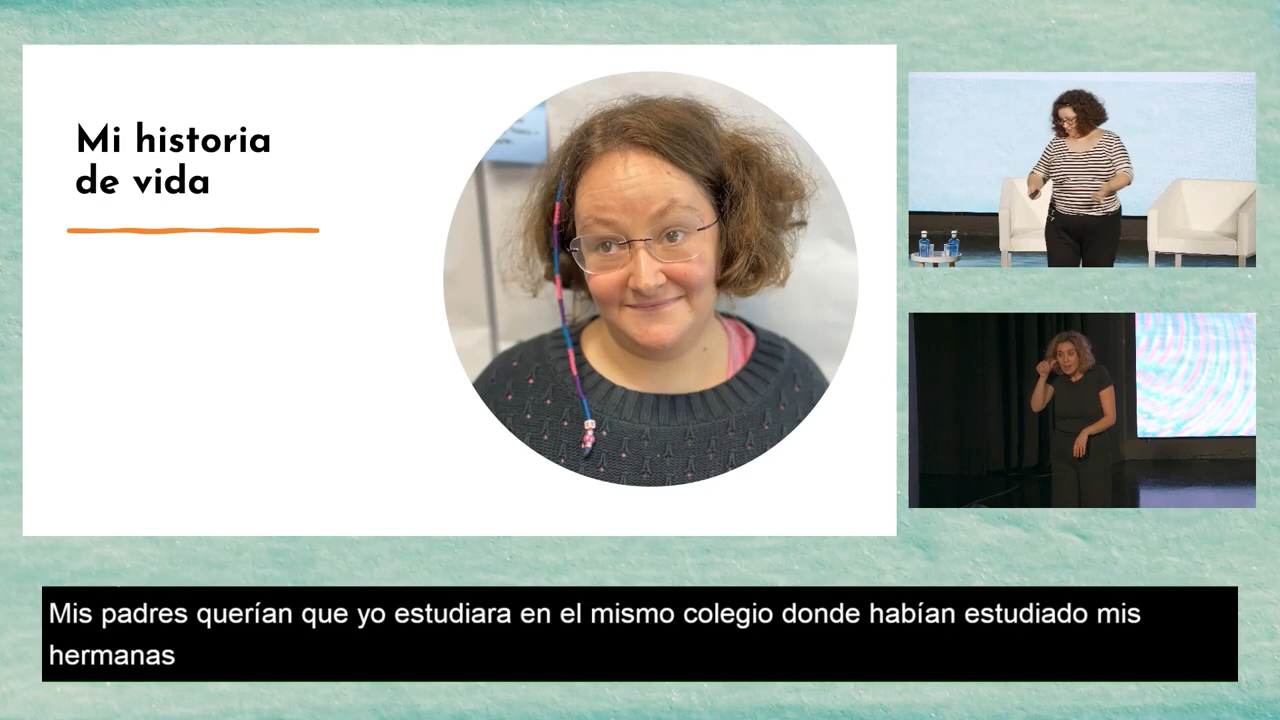 Mi historia
de vida
Mis padres querían que yo estudiara en el mismo colegio donde habían estudiado mis
hermanas